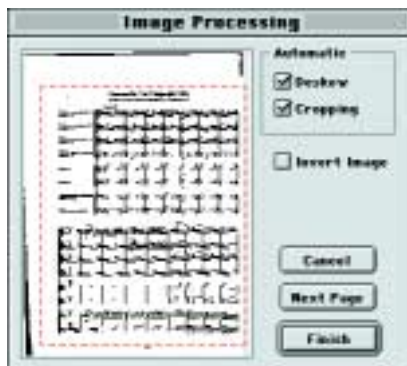 Image Processing
Automatic
Deskew
Cropping
Invert Image
Cancel
Next Page
Finish